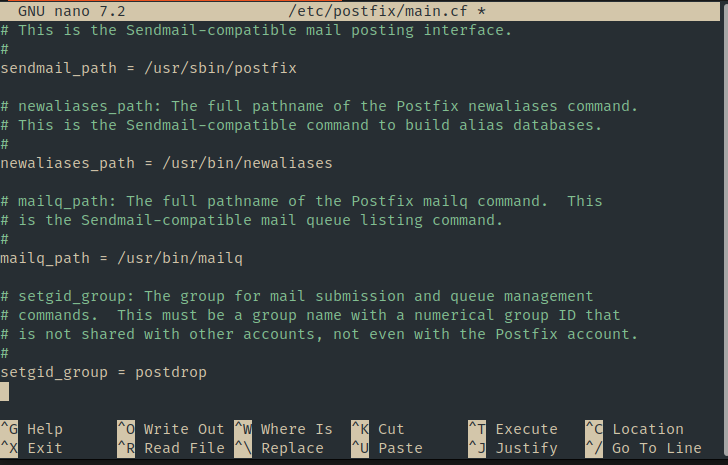 GNU nano 7.2 /etc/postfix/main.cf *
# This is the Sendmail-compatible mail posting interface.
#
sendmail_path = /usr/sbin/postfix
# newaliases_path: The full pathname of the Postfix newaliases command.
# This is the Sendmail-compatible command to build alias databases.
#
newaliases_path = /usr/bin/newaliases
# mailq_path: The full pathname of the Postfix mailq command.  This
# is the Sendmail-compatible mail queue listing command.
#
mailq_path = /usr/bin/mailq
# setgid_group: The group for mail submission and queue management
# commands.  This must be a group name with a numerical group ID that
# is not shared with other accounts, not even with the Postfix account.
#
setgid_group = postdrop
^G Help ^O Write Out ^W Where Is ^K Cut ^T Execute ^C Location
^X Exit ^R Read File ^\ Replace ^U Paste ^J Justify ^/ Go To Line